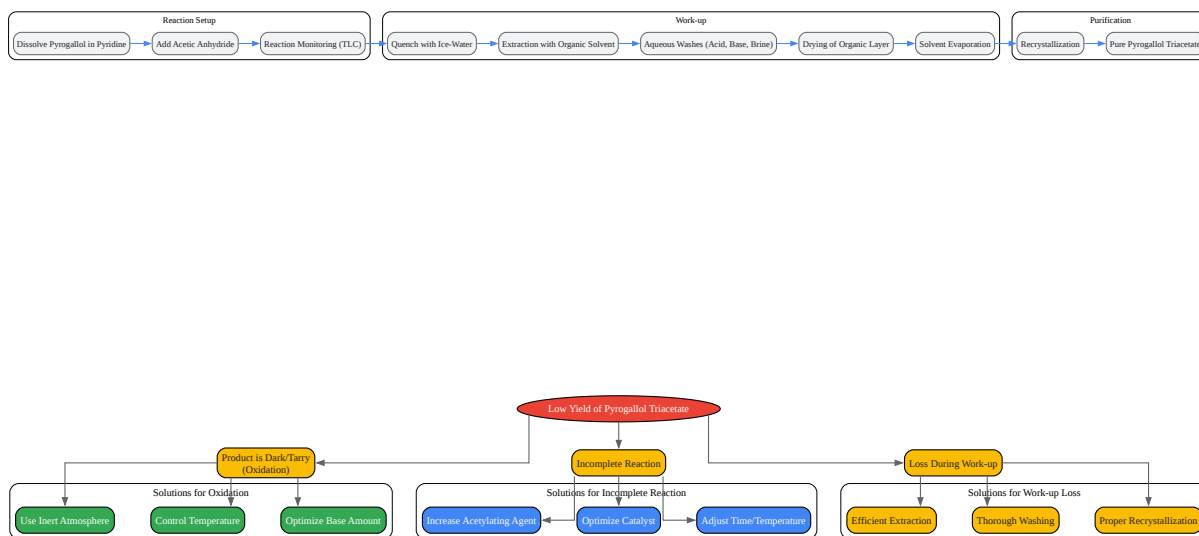 Reaction Setup
Work-up
Purification
Dissolve Pyrogallol in Pyridine
Add Acetic Anhydride
Reaction Monitoring (TLC)
Quench with Ice-Water
Extraction with Organic Solvent
Aqueous Washes (Acid, Base, Brine)
Drying of Organic Layer
Solvent Evaporation
Recrystallization
Pure Pyrogallol Triacetate
Low Yield of Pyrogallol Triacetate
Product is Dark/Tarry
(Oxidation)
Incomplete Reaction
Loss During Work-up
Solutions for Oxidation
Solutions for Incomplete Reaction
Solutions for Work-up Loss
Use Inert Atmosphere
Control Temperature
Optimize Base Amount
Increase Acetylating Agent
Optimize Catalyst
Adjust Time/Temperature
Efficient Extraction
Thorough Washing
Proper Recrystallization